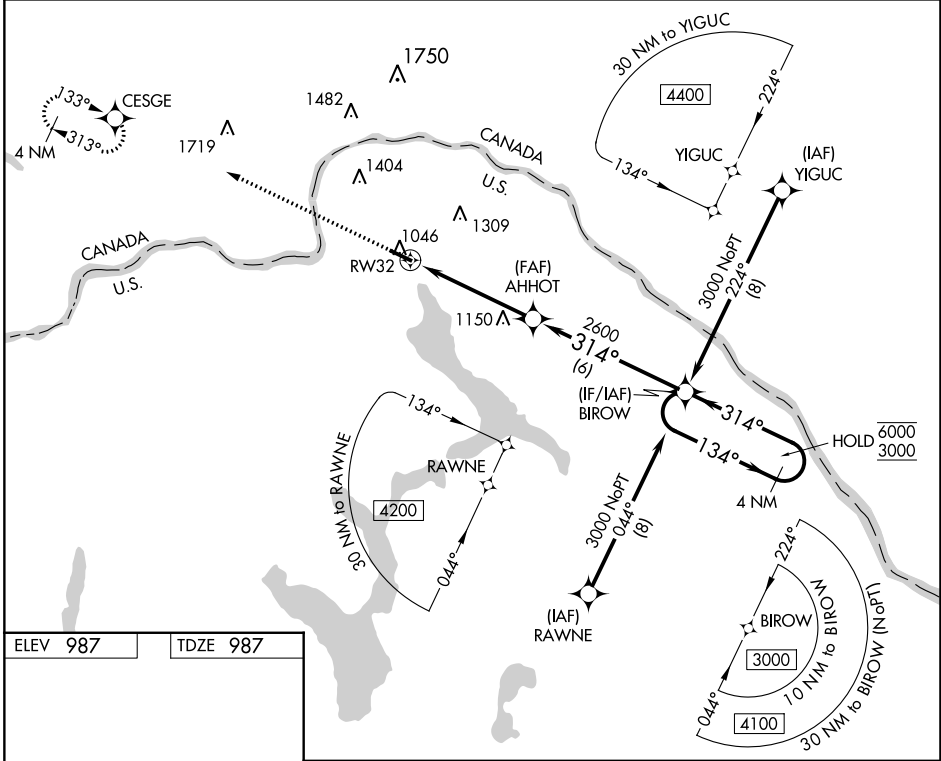 1750
1482
133°
CESGE
313°
4 NM
1719
1404
1309
1046
RW32
CANADA
U.S.
CANADA
U.S.
30 NM to YIGUC
4400
224°
YIGUC
134°
(IAF)
YIGUC
3000 NoPT
224°
(8)
(FAF)
AHHOT
1150
2600
314°
(6)
(IF/IAF)
BIROW
314°
134°
HOLD
6000
3000
4 NM
134°
RAWNE
4200
30 NM to RAWNE
044°
3000 NoPT
044°
(8)
(IAF)
RAWNE
224°
BIROW
3000
10 NM to BIROW
4100
30 NM to BIROW (NoPT)
044°
ELEV 987
TDZE 987